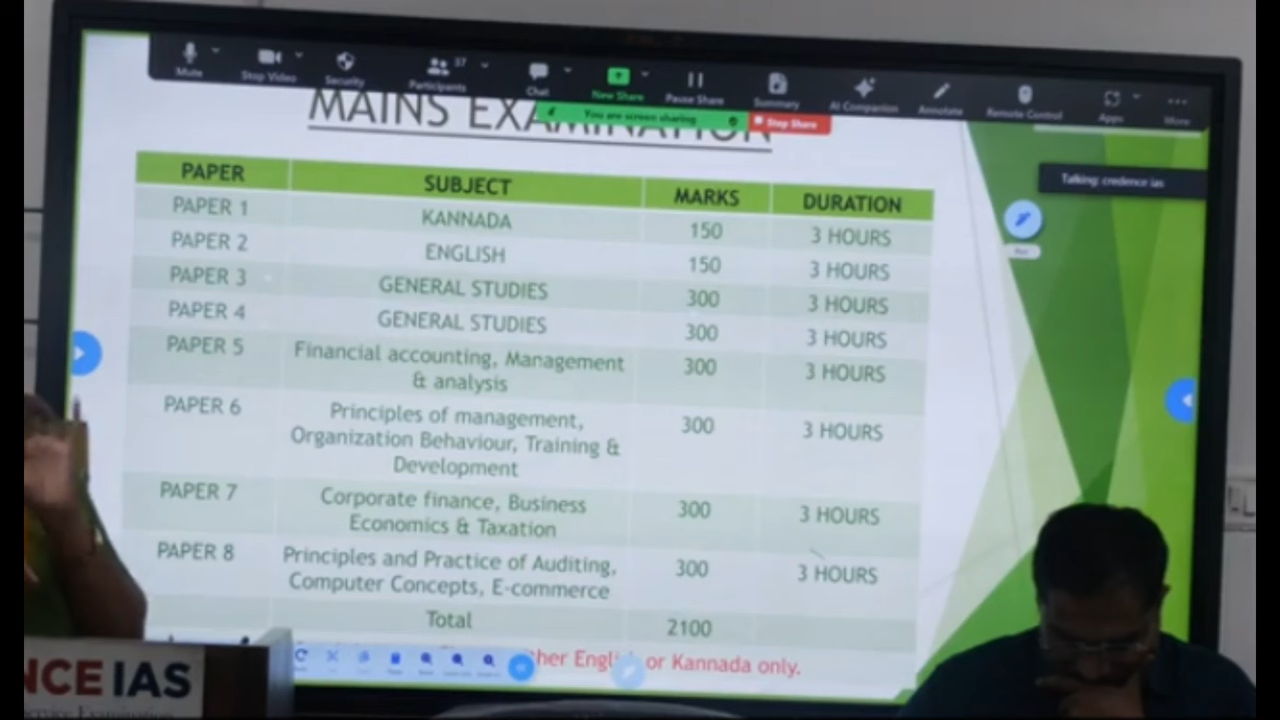 Mute
Stop Video
Security
Participants
37
Chat
New Share
Pause Share
Summary
AI Companion
Annotate
Remote Control
Apps
More
MAINS EXAMINATION
You are screen sharing
Stop Share
Talking: credence ias
PAPER SUBJECT MARKS DURATION
PAPER 1 KANNADA 150 3 HOURS
PAPER 2 ENGLISH 150 3 HOURS
PAPER 3 GENERAL STUDIES 300 3 HOURS
PAPER 4 GENERAL STUDIES 300 3 HOURS
PAPER 5 Financial accounting, Management 300 3 HOURS
& analysis
PAPER 6 Principles of management, 300 3 HOURS
Organization Behaviour, Training &
Development
PAPER 7 Corporate finance, Business 300 3 HOURS
Economics & Taxation
PAPER 8 Principles and Practice of Auditing, 300 3 HOURS
Computer Concepts, E-commerce
Total 2100
or Kannada only.
NCE IAS